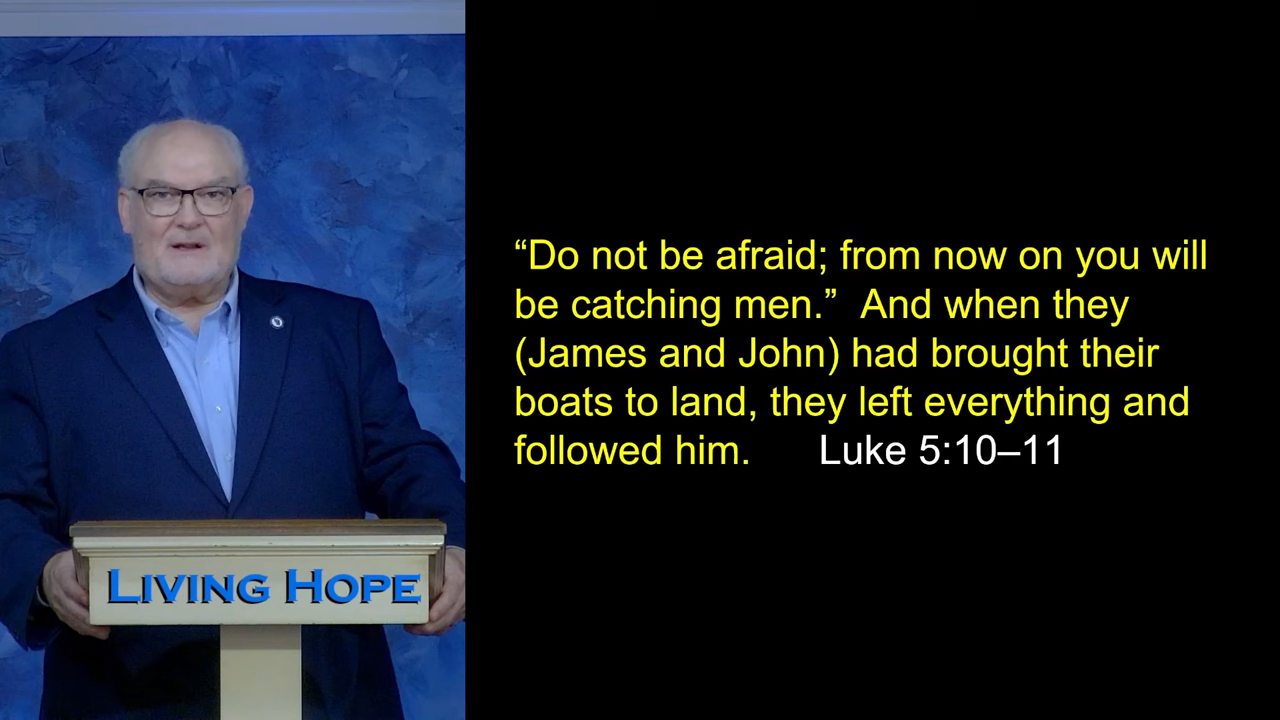 LIVING HOPE
“Do not be afraid; from now on you will
be catching men.”  And when they
(James and John) had brought their
boats to land, they left everything and
followed him.      Luke 5:10–11